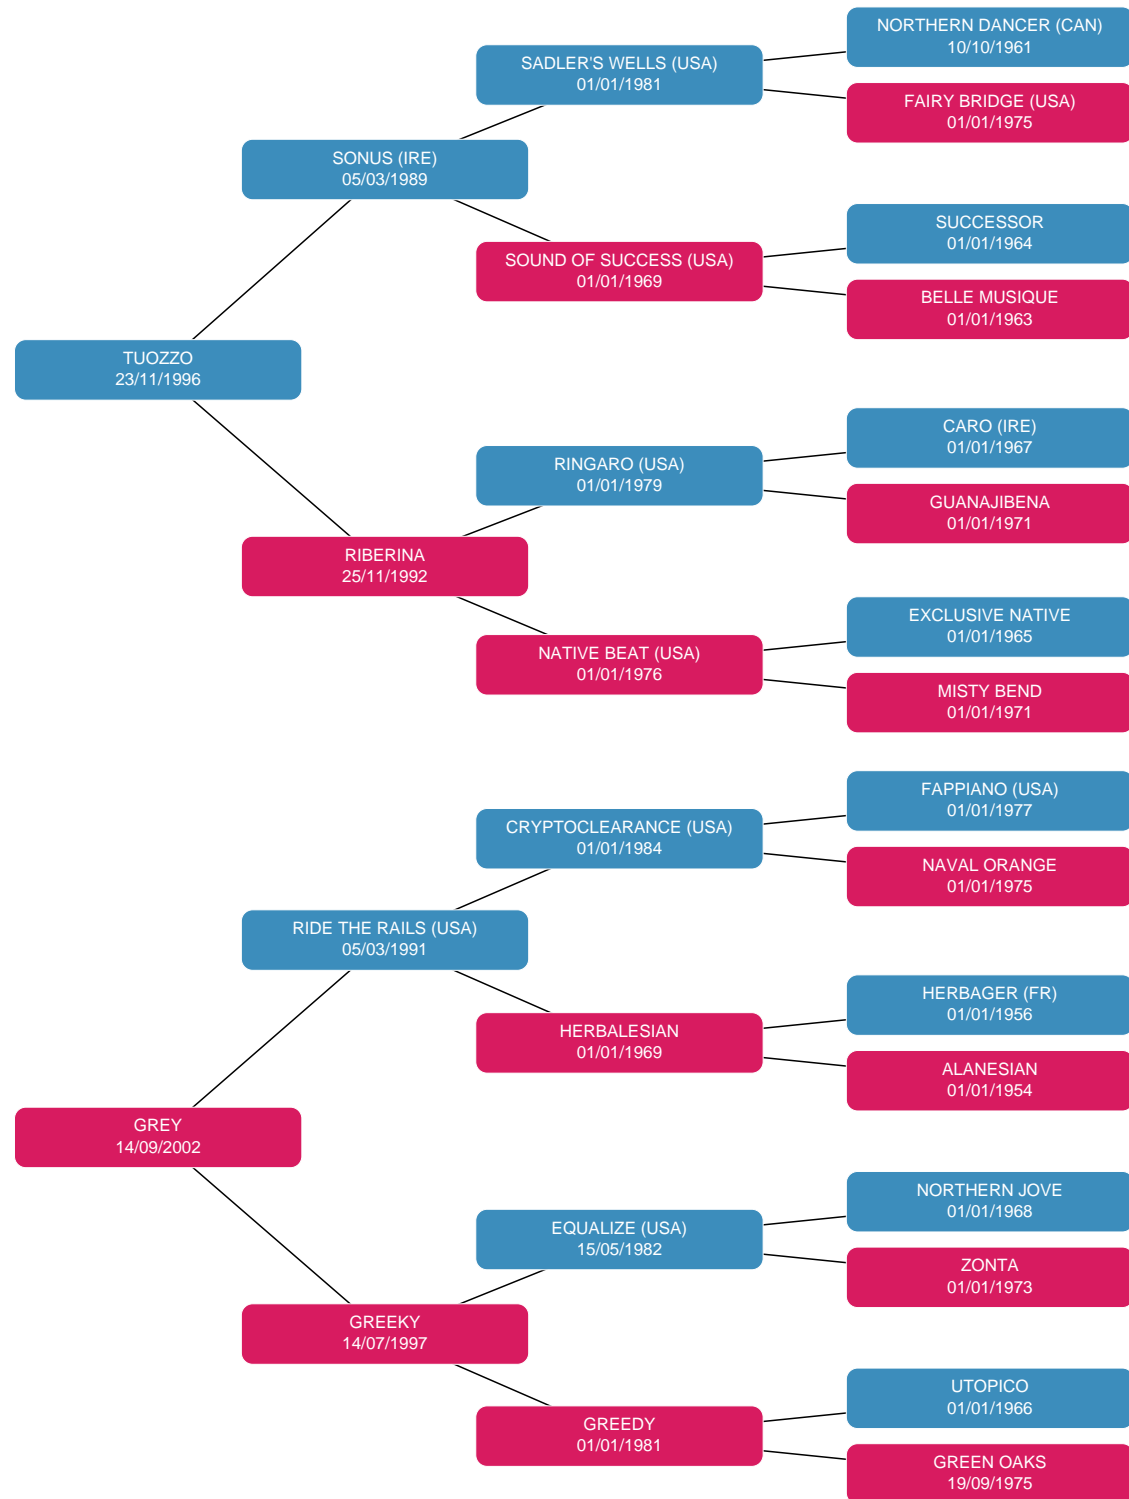 NORTHERN DANCER (CAN)
10/10/1961
SADLER'S WELLS (USA)
01/01/1981
FAIRY BRIDGE (USA)
01/01/1975
SONUS (IRE)
05/03/1989
SUCCESSOR
01/01/1964
SOUND OF SUCCESS (USA)
01/01/1969
BELLE MUSIQUE
01/01/1963
TUOZZO
23/11/1996
CARO (IRE)
01/01/1967
RINGARO (USA)
01/01/1979
GUANAJIBENA
01/01/1971
RIBERINA
25/11/1992
EXCLUSIVE NATIVE
01/01/1965
NATIVE BEAT (USA)
01/01/1976
MISTY BEND
01/01/1971
FAPPIANO (USA)
01/01/1977
CRYPTOCLEARANCE (USA)
01/01/1984
NAVAL ORANGE
01/01/1975
RIDE THE RAILS (USA)
05/03/1991
HERBAGER (FR)
01/01/1956
HERBALESIAN
01/01/1969
ALANESIAN
01/01/1954
GREY
14/09/2002
NORTHERN JOVE
01/01/1968
EQUALIZE (USA)
15/05/1982
ZONTA
01/01/1973
GREEKY
14/07/1997
UTOPICO
01/01/1966
GREEDY
01/01/1981
GREEN OAKS
19/09/1975